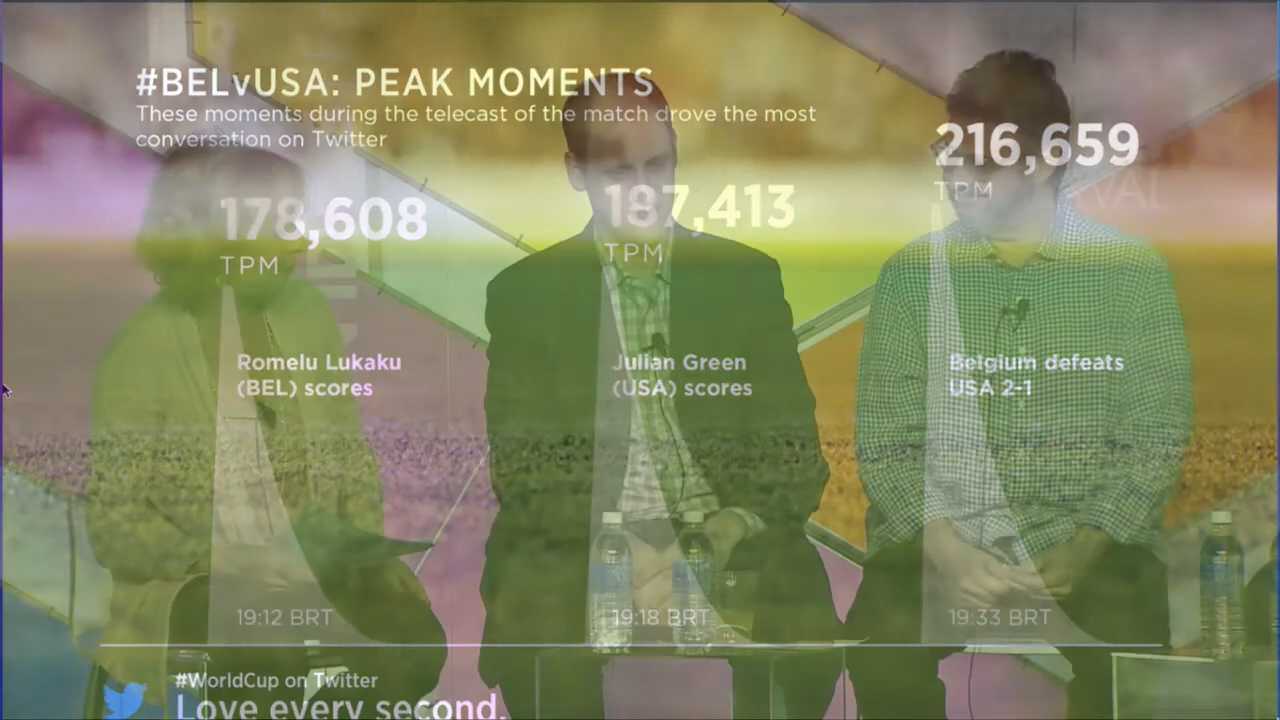 #BELvUSA: PEAK MOMENTS
These moments during the telecast of the match drove the most
conversation on Twitter
178,608
TPM
187,413
TPM
216,659
TPM
Romelu Lukaku
(BEL) scores
Julian Green
(USA) scores
Belgium defeats
USA 2-1
19:12 BRT
19:18 BRT
19:33 BRT
#WorldCup on Twitter
Love every second.